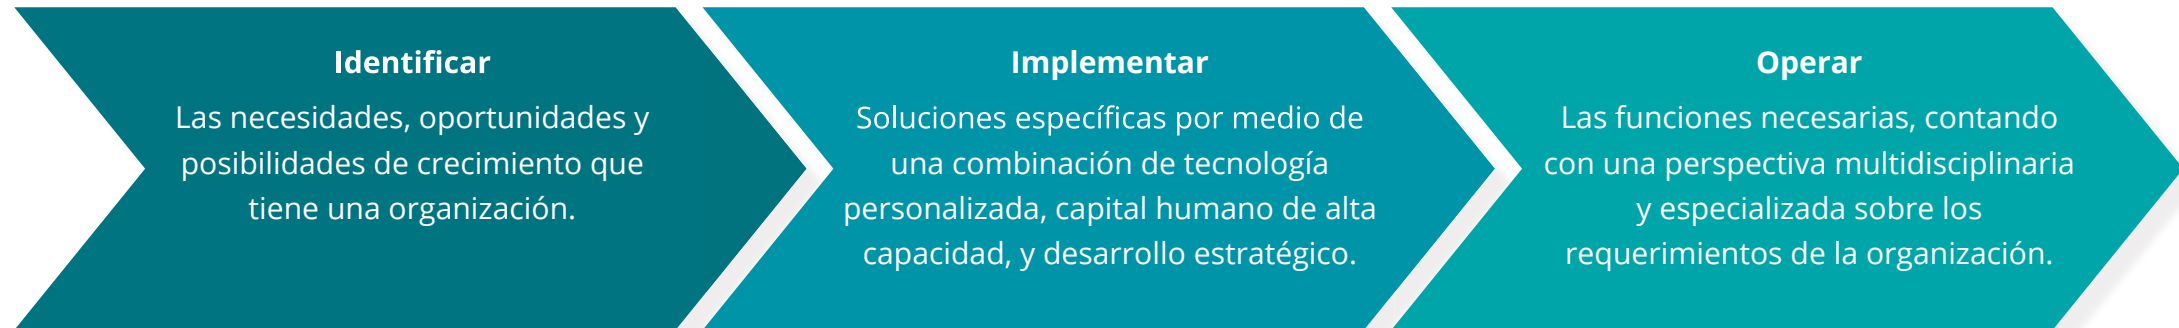 Identificar
Las necesidades, oportunidades y
posibilidades de crecimiento que
tiene una organización.
Implementar
Soluciones específicas por medio de
una combinación de tecnología
personalizada, capital humano de alta
capacidad, y desarrollo estratégico.
Operar
Las funciones necesarias, contando
con una perspectiva multidisciplinaria
y especializada sobre los
requerimientos de la organización.